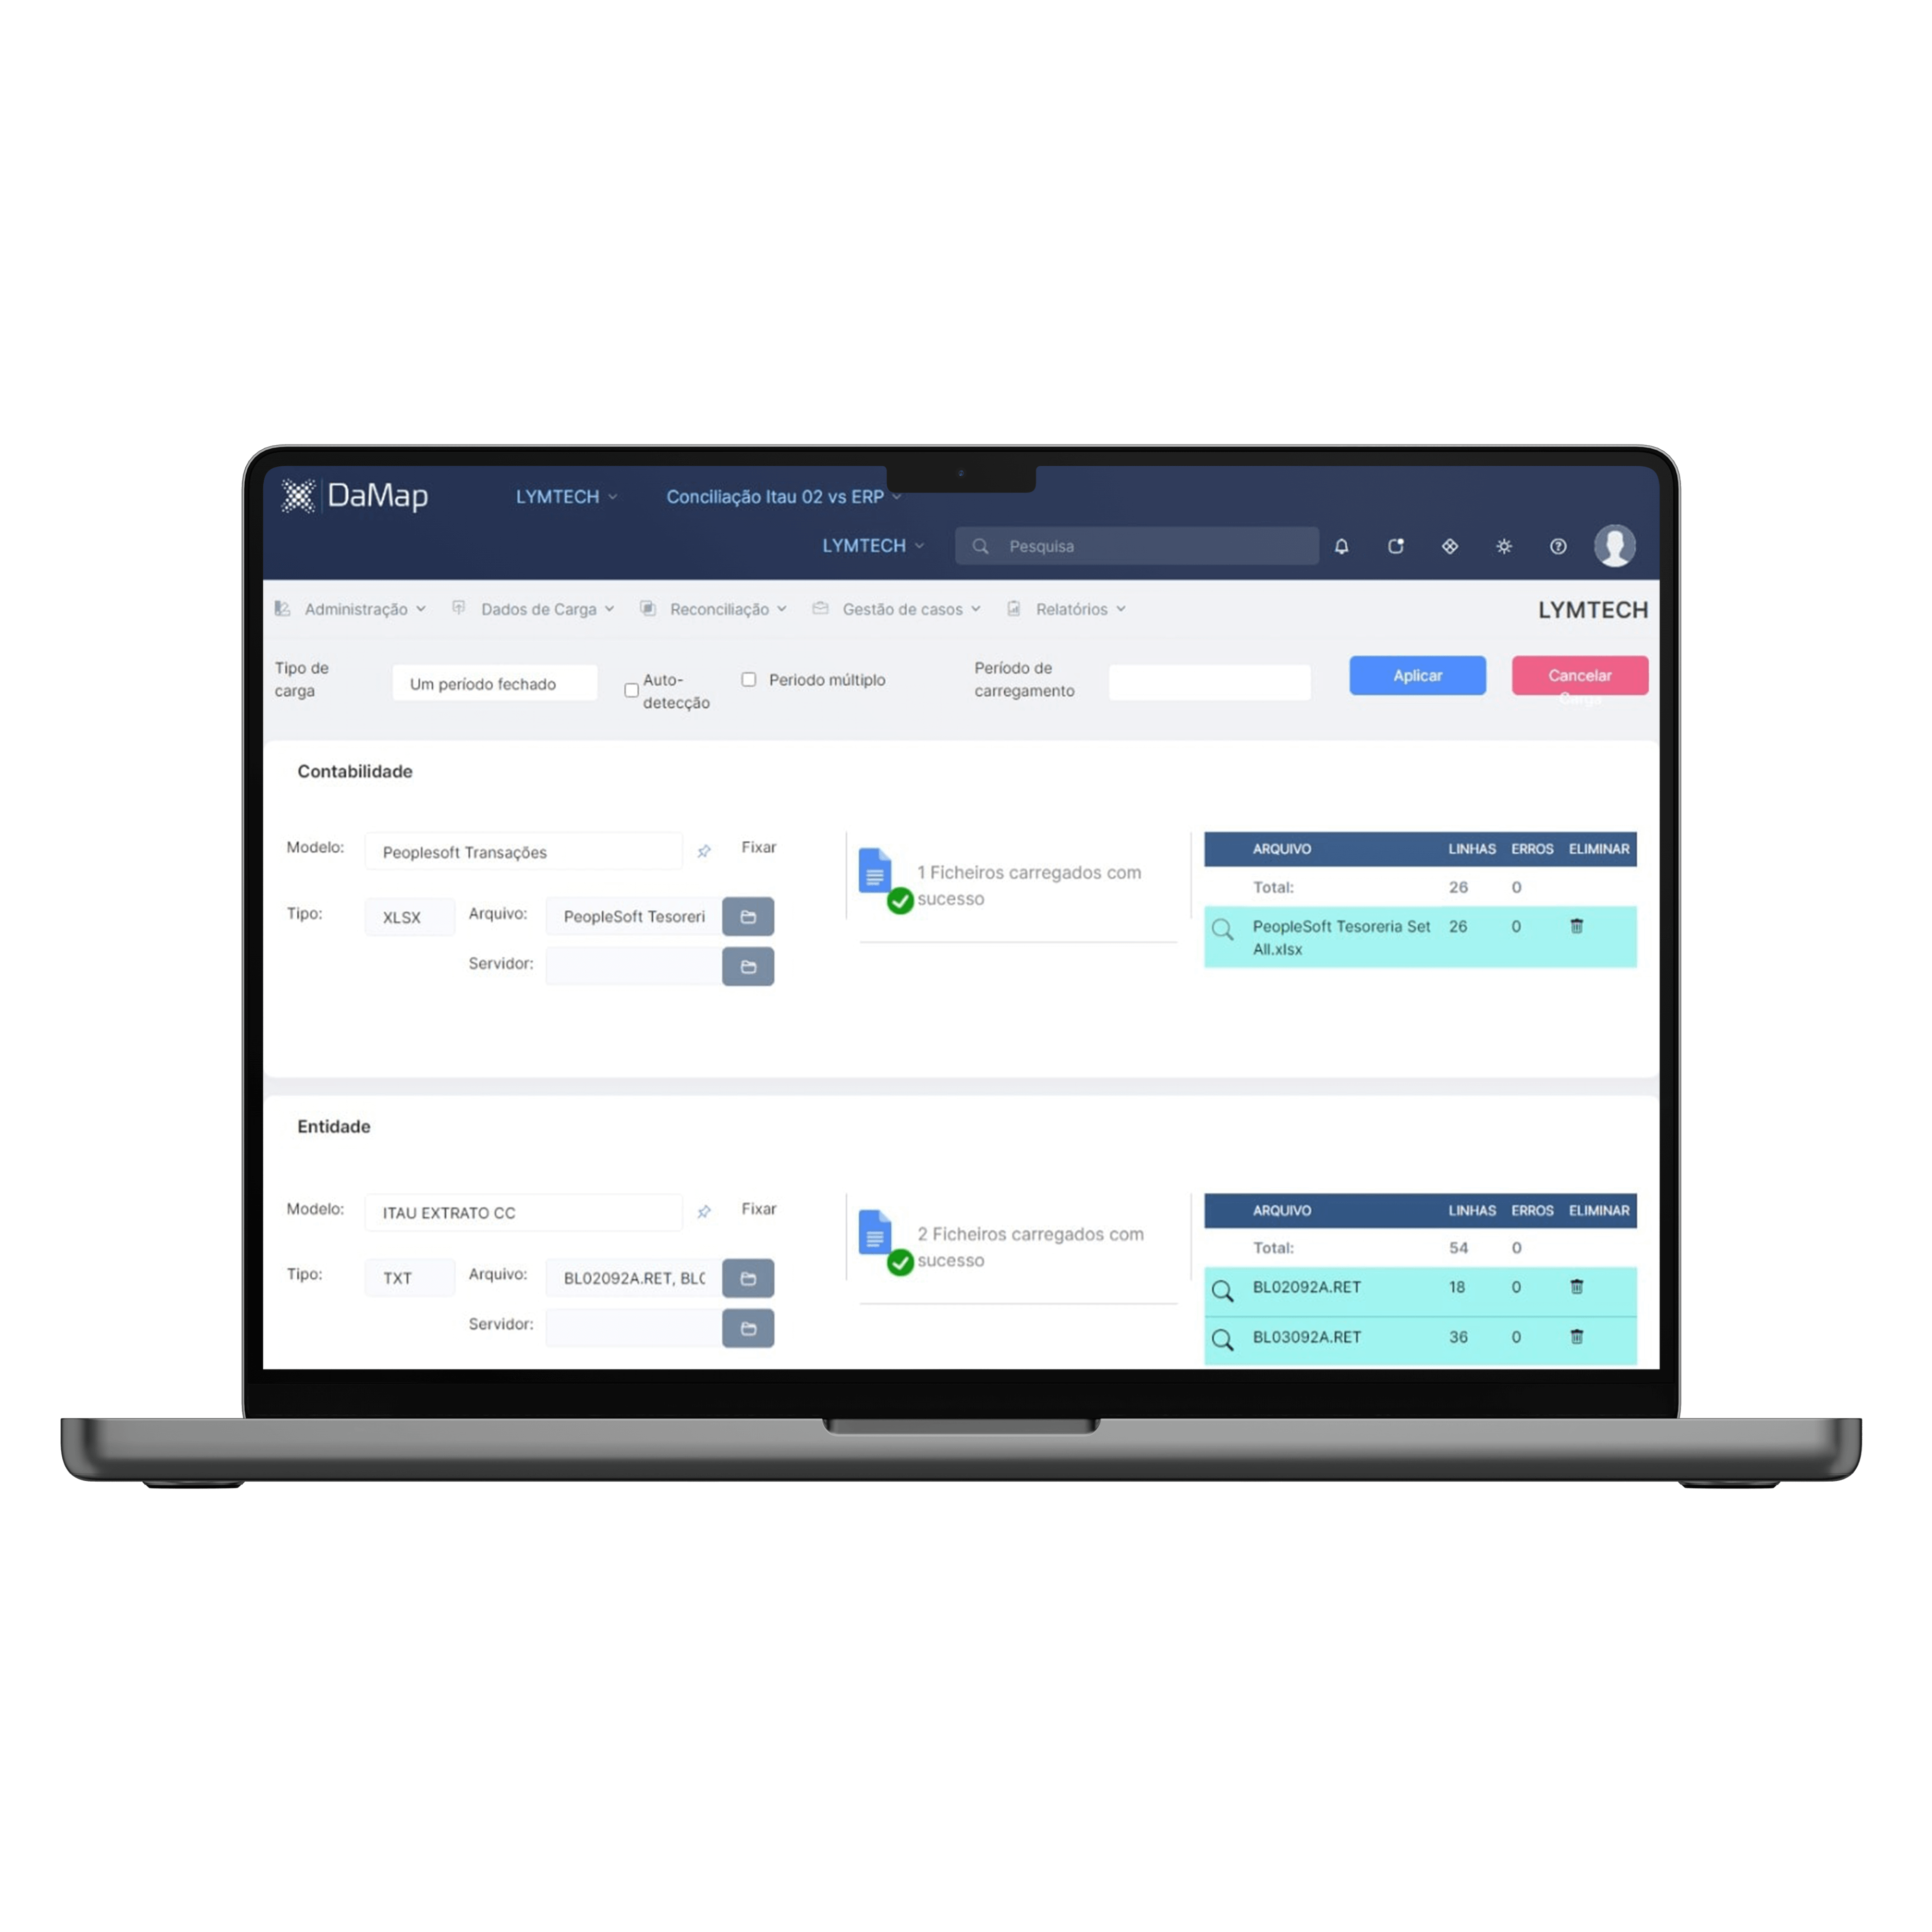 DaMap LYMTECH Conciliação Itau 02 vs ERP
LYMTECH Pesquisa
Administração Dados de Carga Reconciliação Gestão de casos Relatórios LYMTECH
Tipo de
carga
Um período fechado
Auto-
detecção
Periodo múltiplo
Período de
carregamento
Aplicar
Cancelar
Carga
Contabilidade
Modelo: Peoplesoft Transações Fixar
Tipo: XLSX Arquivo: PeopleSoft Tesoreri
Servidor:
1 Ficheiros carregados com
sucesso
ARQUIVO LINHAS ERROS ELIMINAR
Total: 26 0
PeopleSoft Tesoreria Set 26 0
All.xlsx
Entidade
Modelo: ITAU EXTRATO CC Fixar
Tipo: TXT Arquivo: BL02092A.RET, BLC
Servidor:
2 Ficheiros carregados com
sucesso
ARQUIVO LINHAS ERROS ELIMINAR
Total: 54 0
BL02092A.RET 18 0
BL03092A.RET 36 0